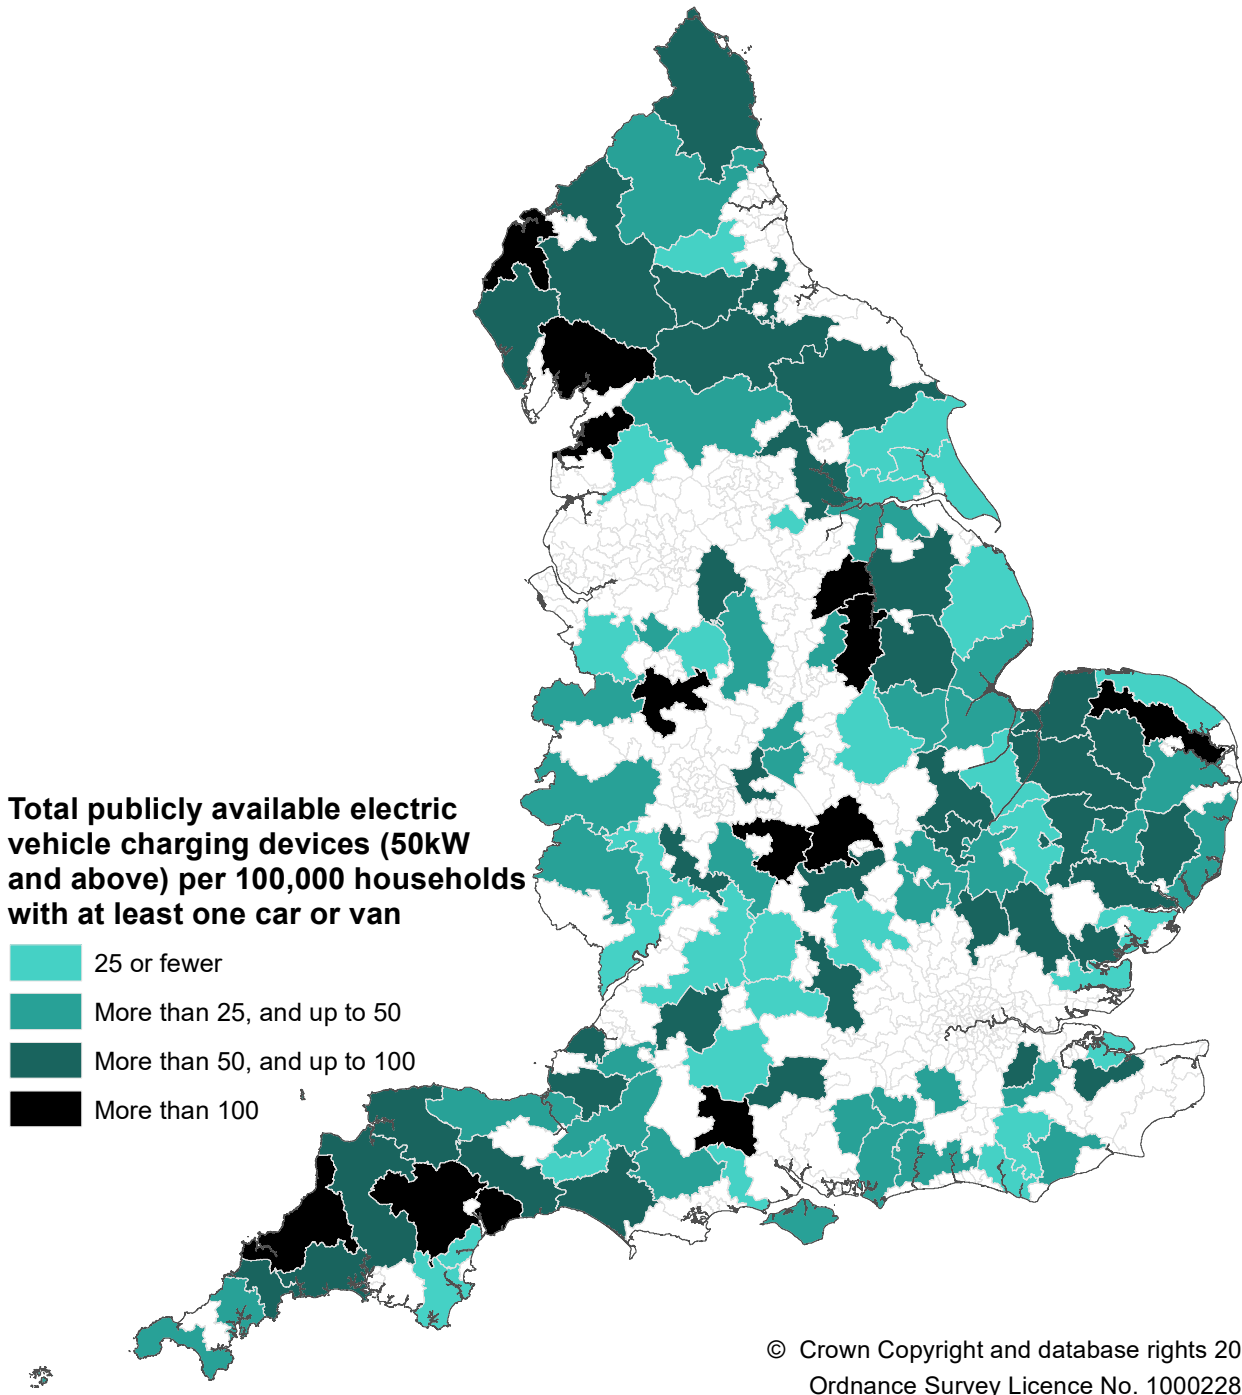 Total publicly available electric
vehicle charging devices (50kW
and above) per 100,000 households
with at least one car or van
25 or fewer
More than 25, and up to 50
More than 50, and up to 100
More than 100
© Crown Copyright and database rights 20
Ordnance Survey Licence No. 1000228